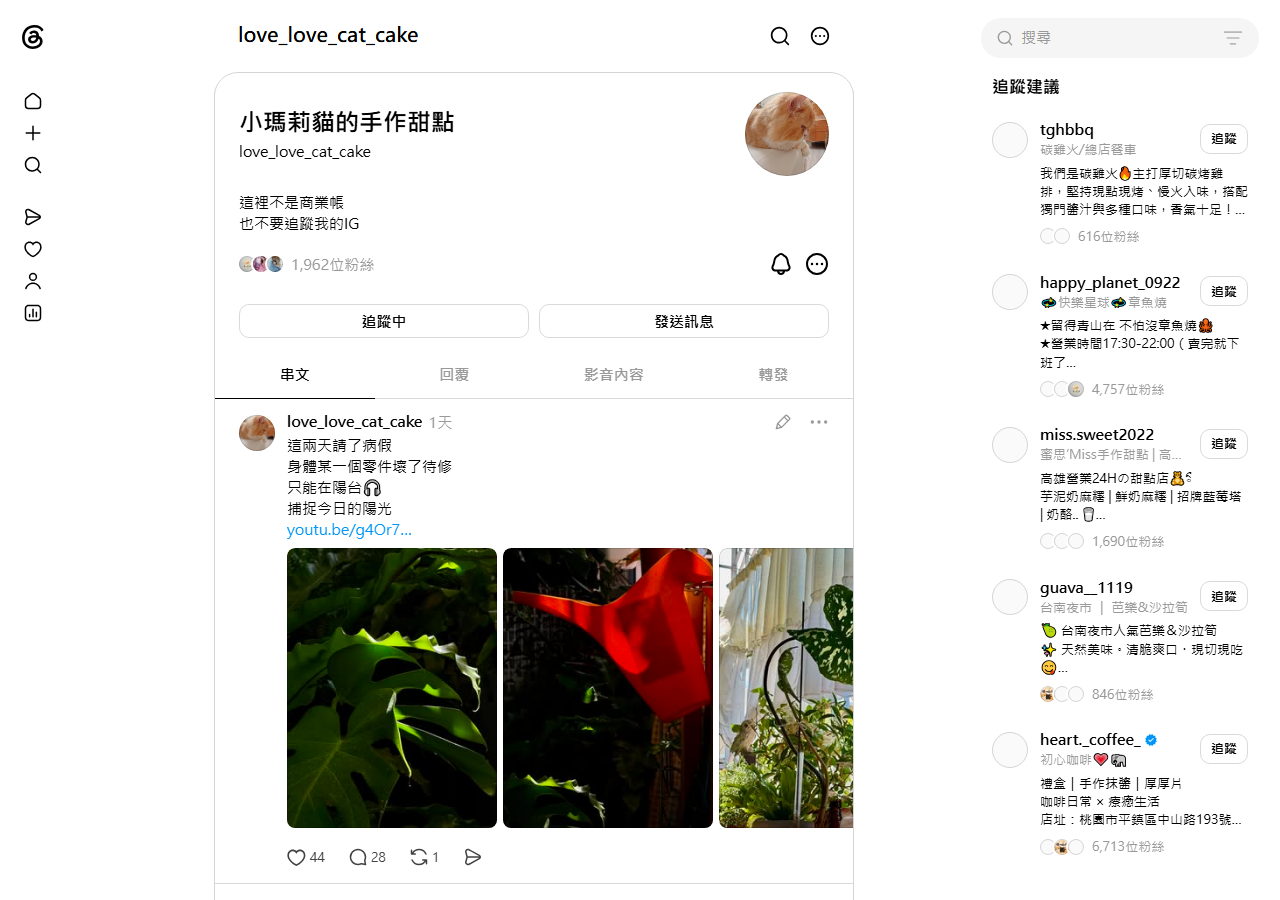 love_love_cat_cake
小瑪莉貓的手作甜點
love_love_cat_cake
這裡不是商業帳
也不要追蹤我的IG
1,962位粉絲
追蹤中
發送訊息
串文
回覆
影音內容
轉發
love_love_cat_cake 1天
這兩天請了病假
身體某一個零件壞了待修
只能在陽台🎧
捕捉今日的陽光
youtu.be/g4Or7...
44
28
1
搜尋
追蹤建議
tghbbq
碳雞火/總店餐車
追蹤
我們是碳雞火🔥主打厚切碳烤雞
排，堅持現點現烤、慢火入味，搭配
獨門醬汁與多種口味，香氣十足！...
616位粉絲
happy_planet_0922
快樂星球 章魚燒
追蹤
★留得青山在 不怕沒章魚燒🐙
★營業時間17:30-22:00（賣完就下
班了...
4,757位粉絲
miss.sweet2022
蜜思’Miss手作甜點 | 高...
追蹤
高雄營業24Hの甜點店🧸
芋泥奶麻糬 | 鮮奶麻糬 | 招牌藍莓塔
| 奶酪.. 🥛...
1,690位粉絲
guava__1119
台南夜市 ｜ 芭樂&沙拉筍
追蹤
🍐 台南夜市人氣芭樂＆沙拉筍
✨ 天然美味。清脆爽口．現切現吃
😋...
846位粉絲
heart._coffee_
初心咖啡❤️🐘
追蹤
禮盒｜手作抹醬｜厚厚片
咖啡日常 × 療癒生活
店址：桃園市平鎮區中山路193號...
6,713位粉絲